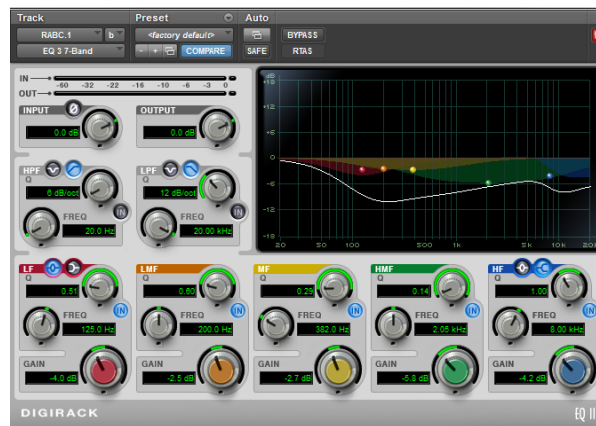 Track Preset Auto
RABC.1 b <factory default> BYPASS
EQ 3 7-Band - + COMPARE SAFE RTAS
IN -60 -32 -22 -16 -10 -6 -3 0
OUT
INPUT Ø OUTPUT
0.0 dB 0.0 dB
HPF LPF
Q Q
6 dB/oct 12 dB/oct
IN IN
FREQ FREQ
20.0 Hz 20.00 kHz
dB
+18
+12
+6
0
-6
-12
-18
20 50 100 500 1k 5k 10k 20k
LF LMF MF HMF HF
Q Q Q Q Q
0.51 0.60 0.29 0.14 1.00
IN IN IN IN IN
FREQ FREQ FREQ FREQ FREQ
125.0 Hz 200.0 Hz 382.0 Hz 2.05 kHz 8.00 kHz
GAIN GAIN GAIN GAIN GAIN
-4.0 dB -2.5 dB -2.7 dB -5.8 dB -4.2 dB
DIGIRACK EQ II